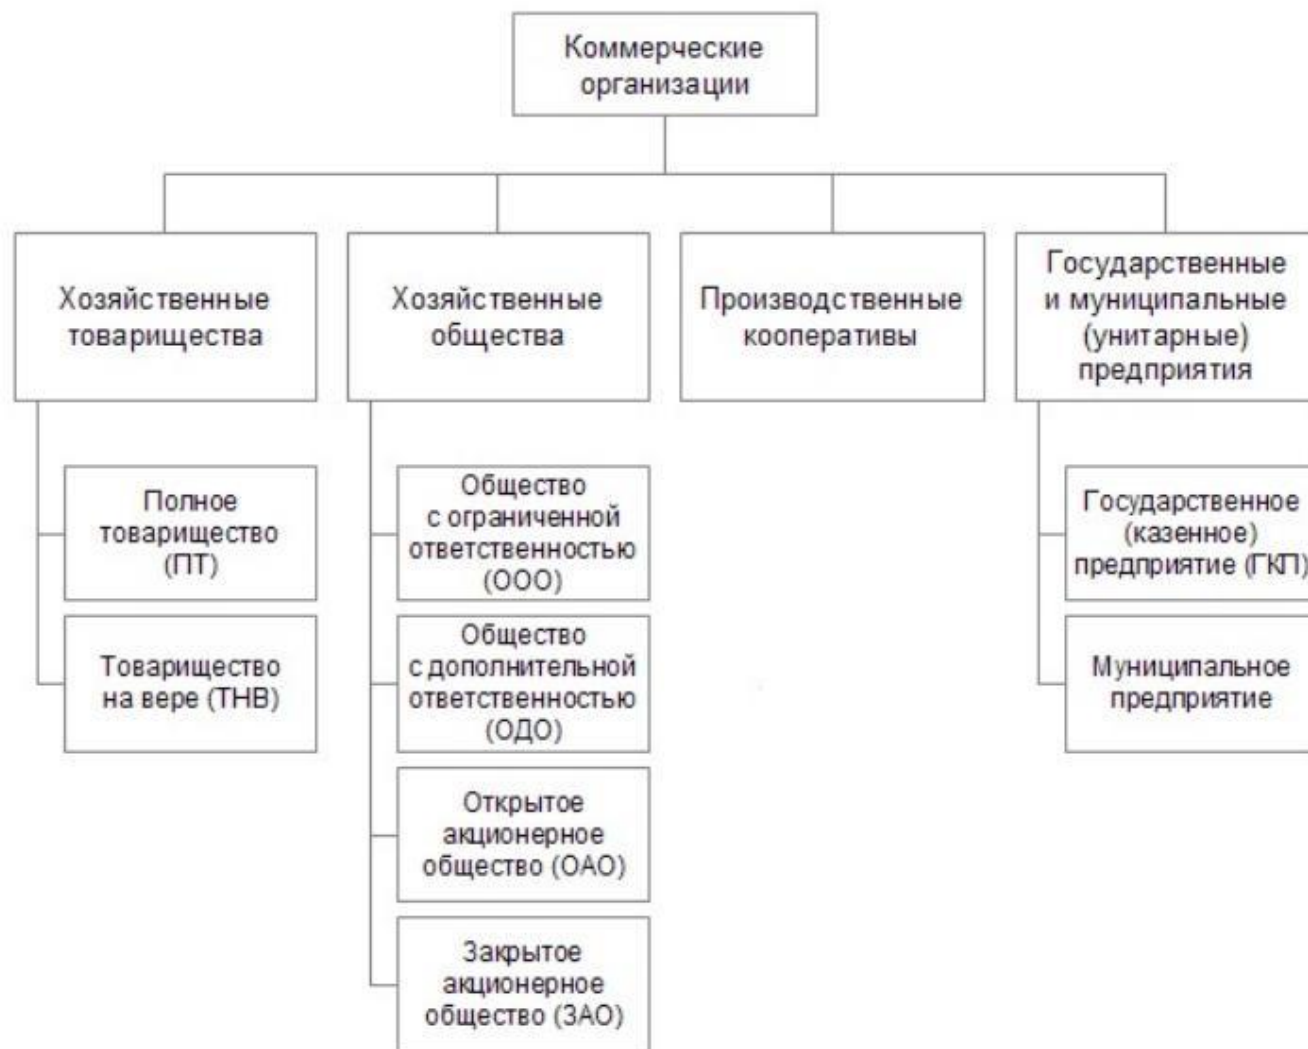 Коммерческие
организации
Хозяйственные
товарищества
Хозяйственные
общества
Производственные
кооперативы
Государственные
и муниципальные
(унитарные)
предприятия
Полное
товарищество
(ПТ)
Товарищество
на вере (ТНВ)
Общество
с ограниченной
ответственностью
(ООО)
Общество
с дополнительной
ответственностью
(ОДО)
Открытое
акционерное
общество (ОАО)
Закрытое
акционерное
общество (ЗАО)
Государственное
(казенное)
предприятие (ГКП)
Муниципальное
предприятие